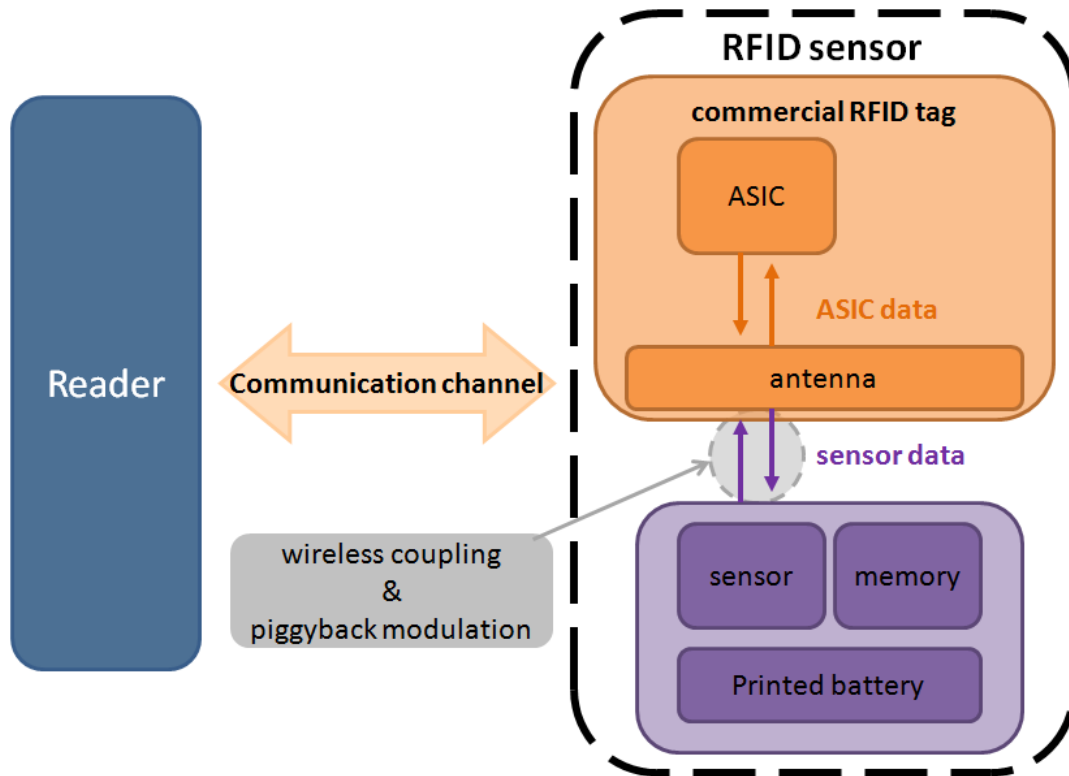 RFID sensor
commercial RFID tag
ASIC
ASIC data
Reader
Communication channel
antenna
sensor data
wireless coupling
&
piggyback modulation
sensor
memory
Printed battery